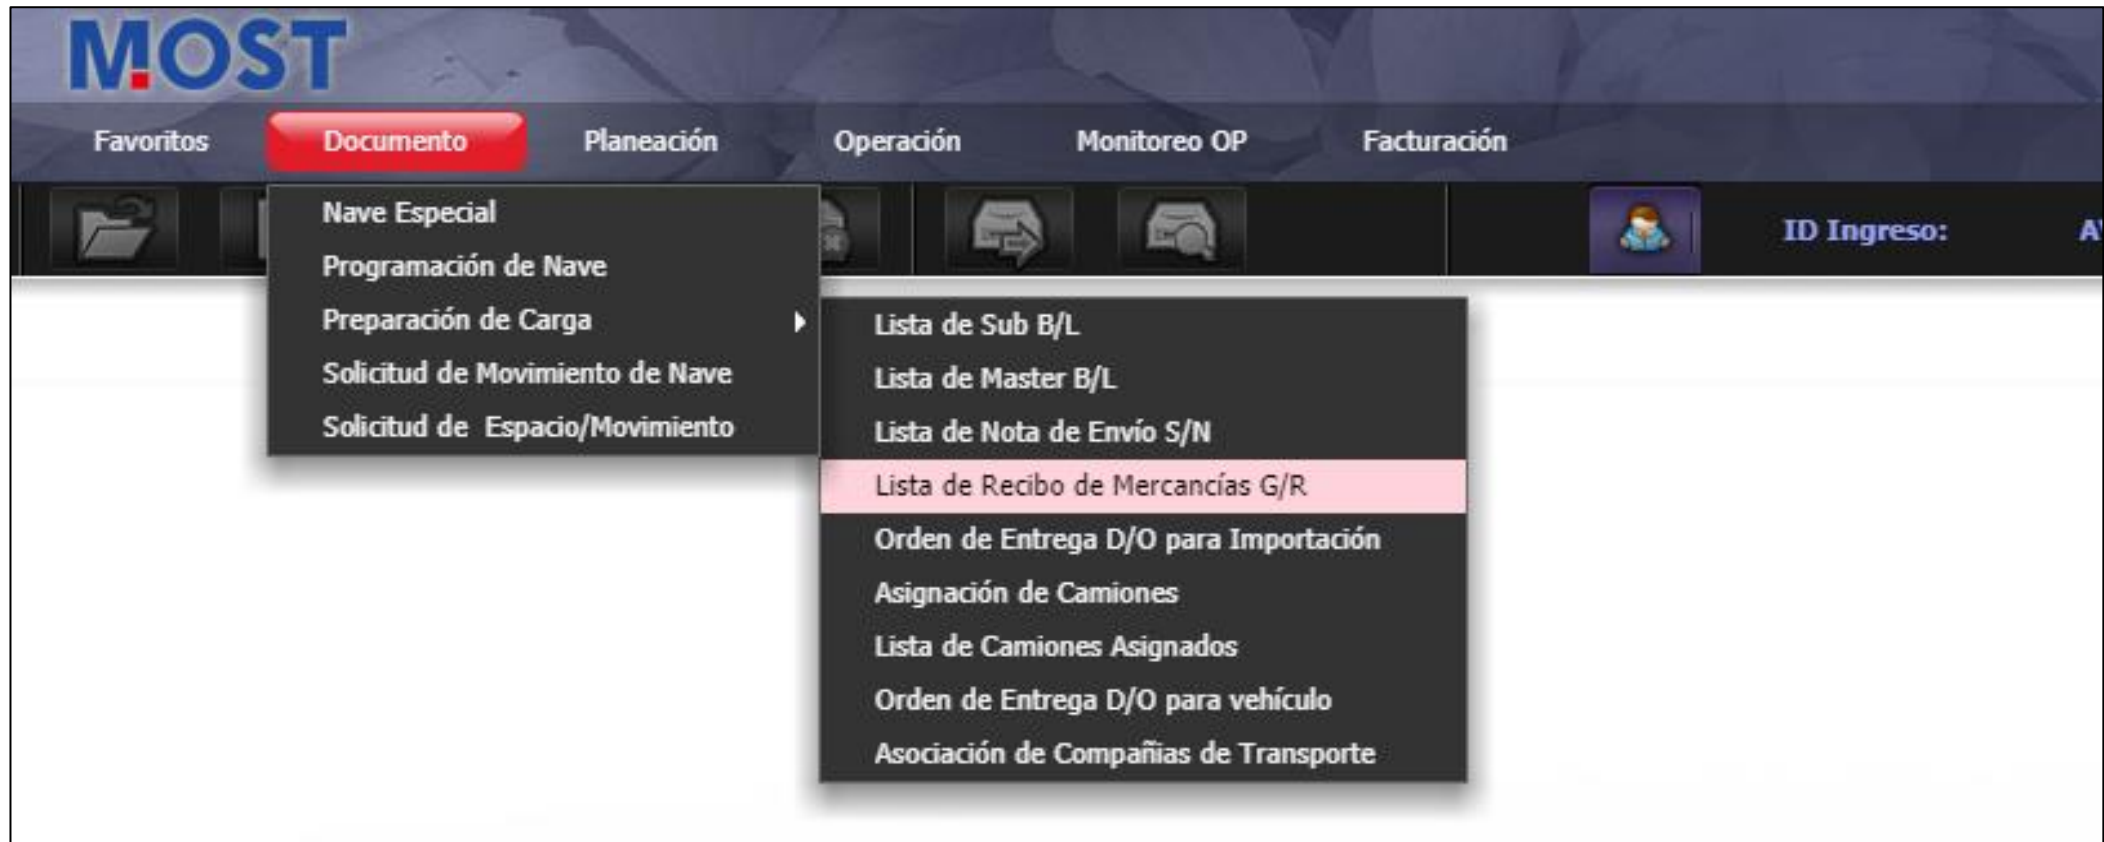 MOST
Favoritos Documento Planeación Operación Monitoreo OP Facturación
ID Ingreso:
Nave Especial
Programación de Nave
Preparación de Carga
Solicitud de Movimiento de Nave
Solicitud de Espacio/Movimiento
Lista de Sub B/L
Lista de Master B/L
Lista de Nota de Envío S/N
Lista de Recibo de Mercancías G/R
Orden de Entrega D/O para Importación
Asignación de Camiones
Lista de Camiones Asignados
Orden de Entrega D/O para vehículo
Asociación de Compañias de Transporte